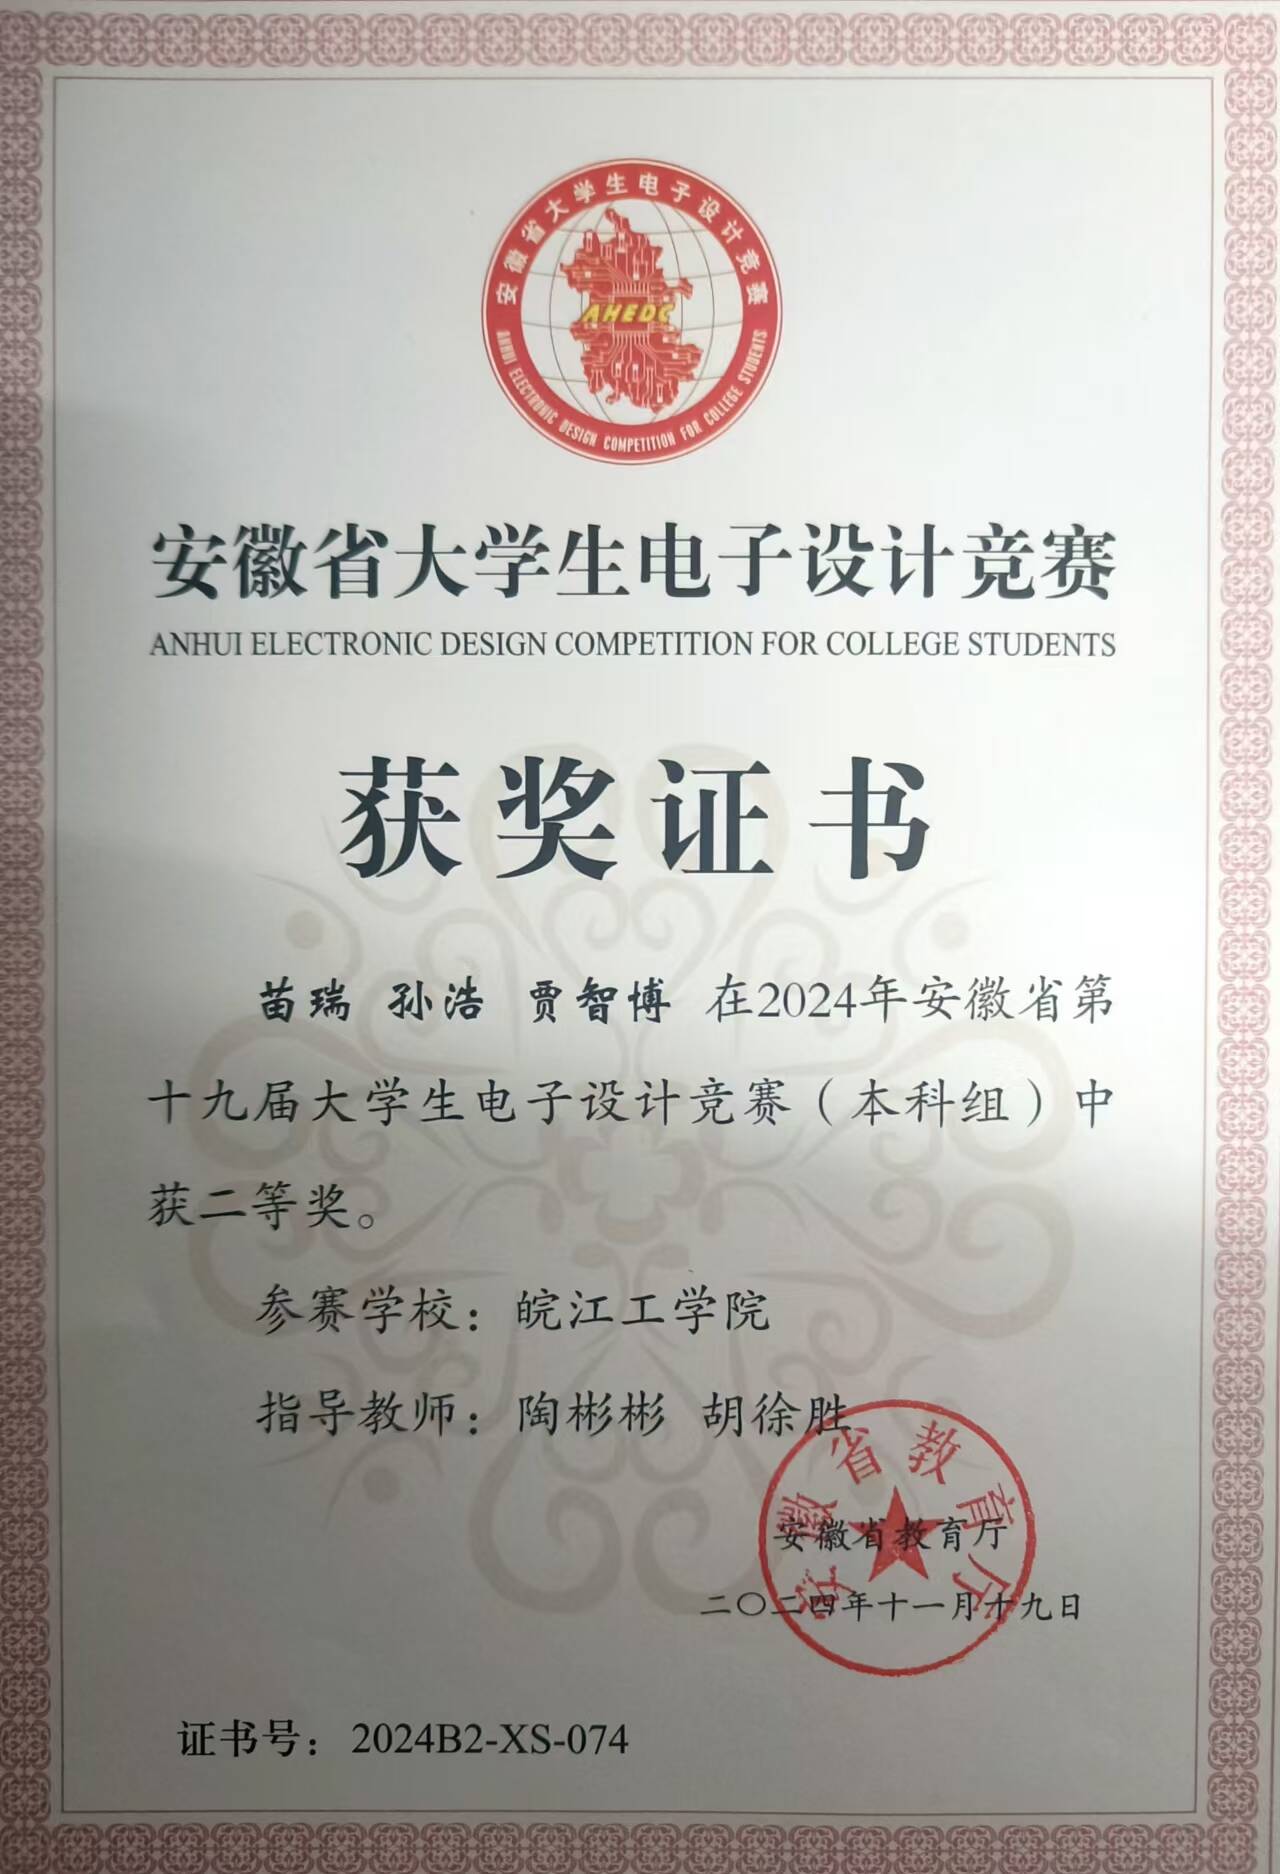 安徽省大学生电子设计竞赛
AHEDC
ANHUI ELECTRONIC DESIGN COMPETITION FOR COLLEGE STUDENTS
安徽省大学生电子设计竞赛
ANHUI ELECTRONIC DESIGN COMPETITION FOR COLLEGE STUDENTS
获奖证书
苗瑞 孙浩 贾智博 在2024年安徽省第
十九届大学生电子设计竞赛（本科组）中
获二等奖。
参赛学校：皖江工学院
指导教师：陶彬彬 胡徐胜
安徽省教育厅
安徽省教育厅
二〇二四年十一月十九日
证书号：2024B2-XS-074